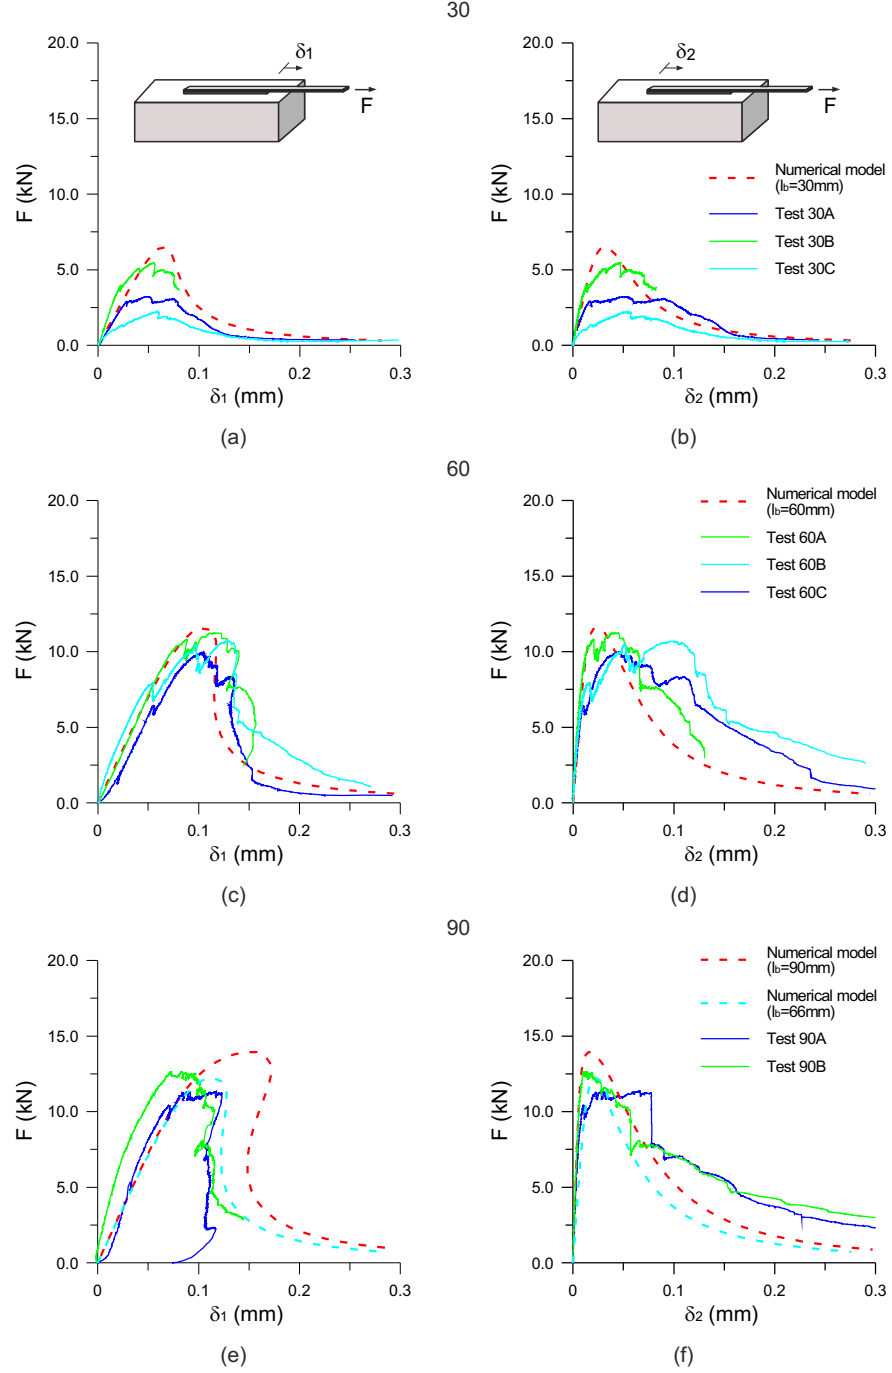 30
20.0
15.0
10.0
5.0
0.0
F (kN)
δ1
F
0
0.1
0.2
0.3
δ1 (mm)
(a)
20.0
15.0
10.0
5.0
0.0
F (kN)
δ2
F
Numerical model
(lb=30mm)
Test 30A
Test 30B
Test 30C
0
0.1
0.2
0.3
δ2 (mm)
(b)
60
20.0
15.0
10.0
5.0
0.0
F (kN)
0
0.1
0.2
0.3
δ1 (mm)
(c)
20.0
15.0
10.0
5.0
0.0
F (kN)
Numerical model
(lb=60mm)
Test 60A
Test 60B
Test 60C
0
0.1
0.2
0.3
δ2 (mm)
(d)
90
20.0
15.0
10.0
5.0
0.0
F (kN)
0
0.1
0.2
0.3
δ1 (mm)
(e)
20.0
15.0
10.0
5.0
0.0
F (kN)
Numerical model
(lb=90mm)
Numerical model
(lb=66mm)
Test 90A
Test 90B
0
0.1
0.2
0.3
δ2 (mm)
(f)